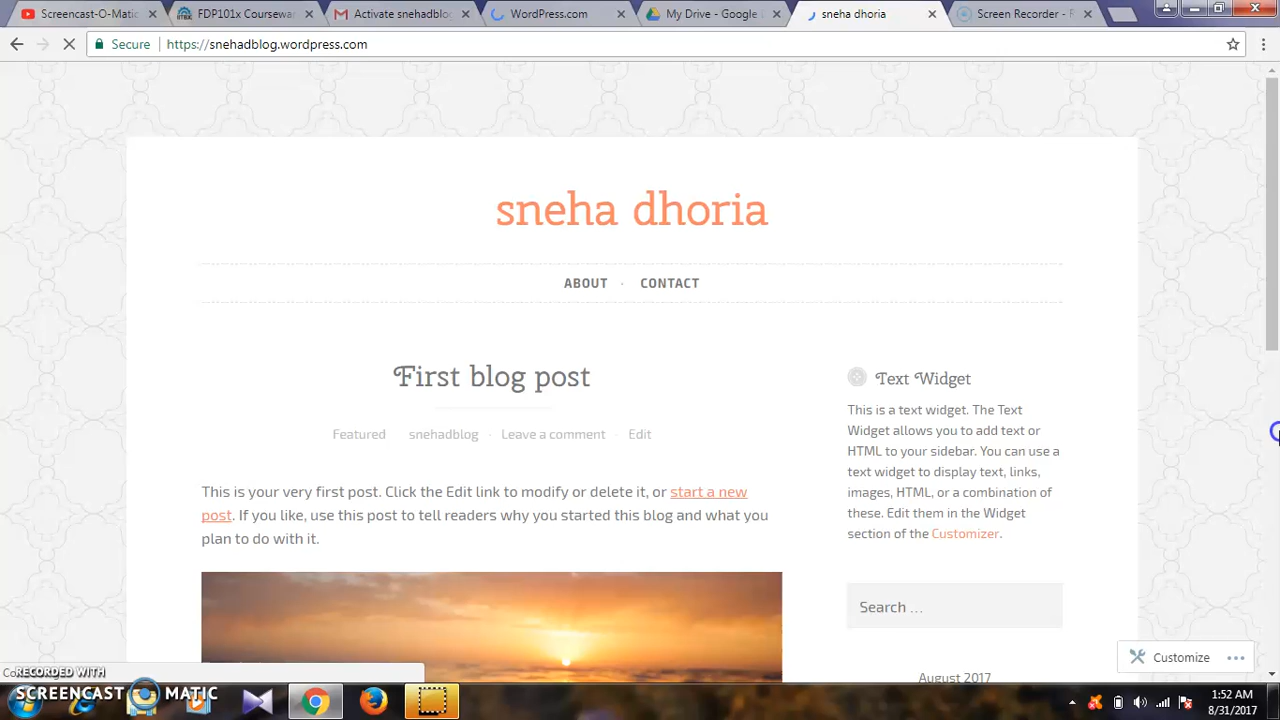 Screencast-O-Matic
FDP101x Coursewa
Activate snehadblog
WordPress.com
My Drive - Google
sneha dhoria
Screen Recorder - R
Secure
https://snehadblog.wordpress.com
sneha dhoria
ABOUT · CONTACT
First blog post
Featured snehadblog · Leave a comment · Edit
This is your very first post. Click the Edit link to modify or delete it, or start a new
post. If you like, use this post to tell readers why you started this blog and what you
plan to do with it.
Text Widget
This is a text widget. The Text
Widget allows you to add text or
HTML to your sidebar. You can use a
text widget to display text, links,
images, HTML, or a combination of
these. Edit them in the Widget
section of the Customizer.
Search …
August 2017
Customize
RECORDED WITH
SCREENCAST MATIC
1:52 AM
8/31/2017